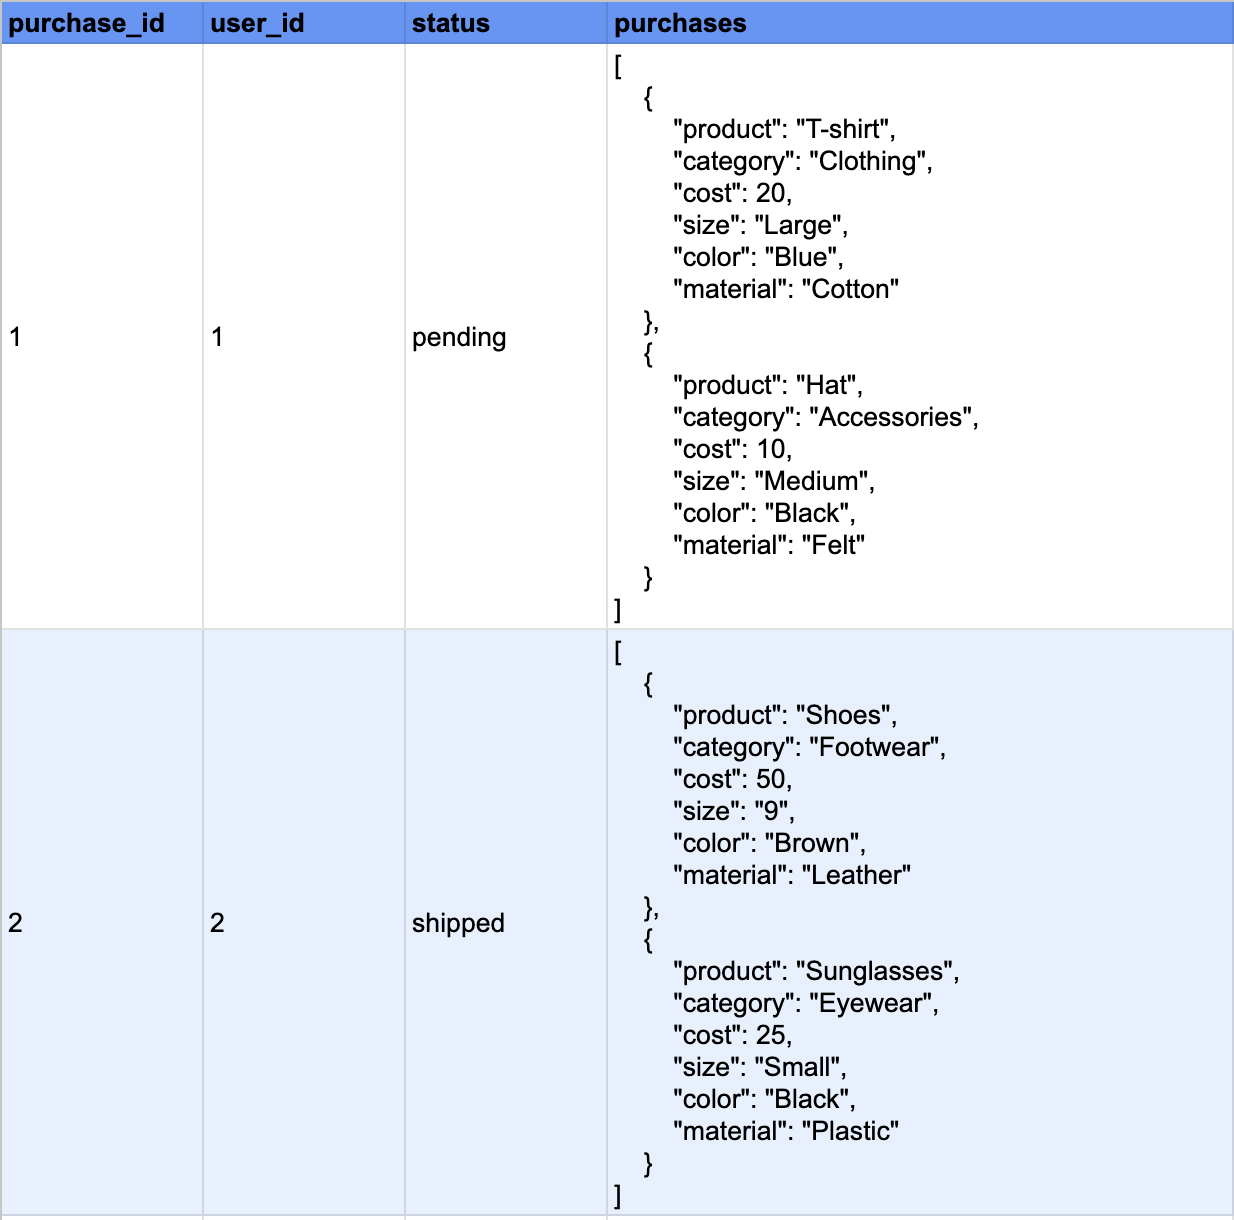 purchase_id user_id status purchases
[
{
"product": "T-shirt",
"category": "Clothing",
"cost": 20,
"size": "Large",
"color": "Blue",
"material": "Cotton"
},
1 1 pending
{
"product": "Hat",
"category": "Accessories",
"cost": 10,
"size": "Medium",
"color": "Black",
"material": "Felt"
}
]
[
{
"product": "Shoes",
"category": "Footwear",
"cost": 50,
"size": "9",
"color": "Brown",
"material": "Leather"
},
2 2 shipped
{
"product": "Sunglasses",
"category": "Eyewear",
"cost": 25,
"size": "Small",
"color": "Black",
"material": "Plastic"
}
]